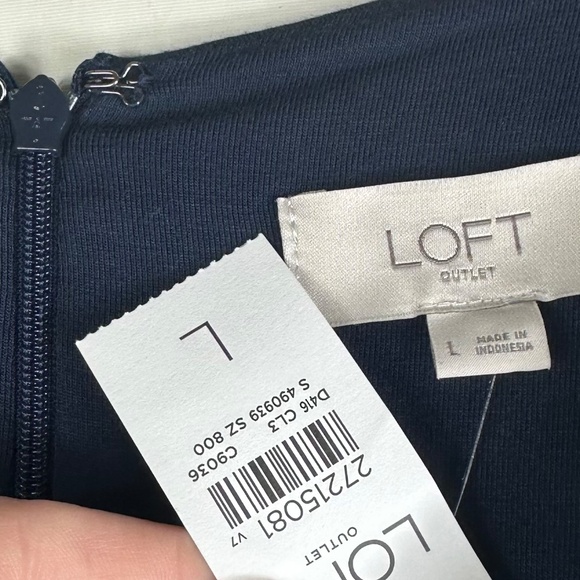 LOFT
OUTLET
L
MADE IN
INDONESIA
L
D416 CL3
S 490939 SZ 800
C9036
27215081
V7
LOFT
OUTLET